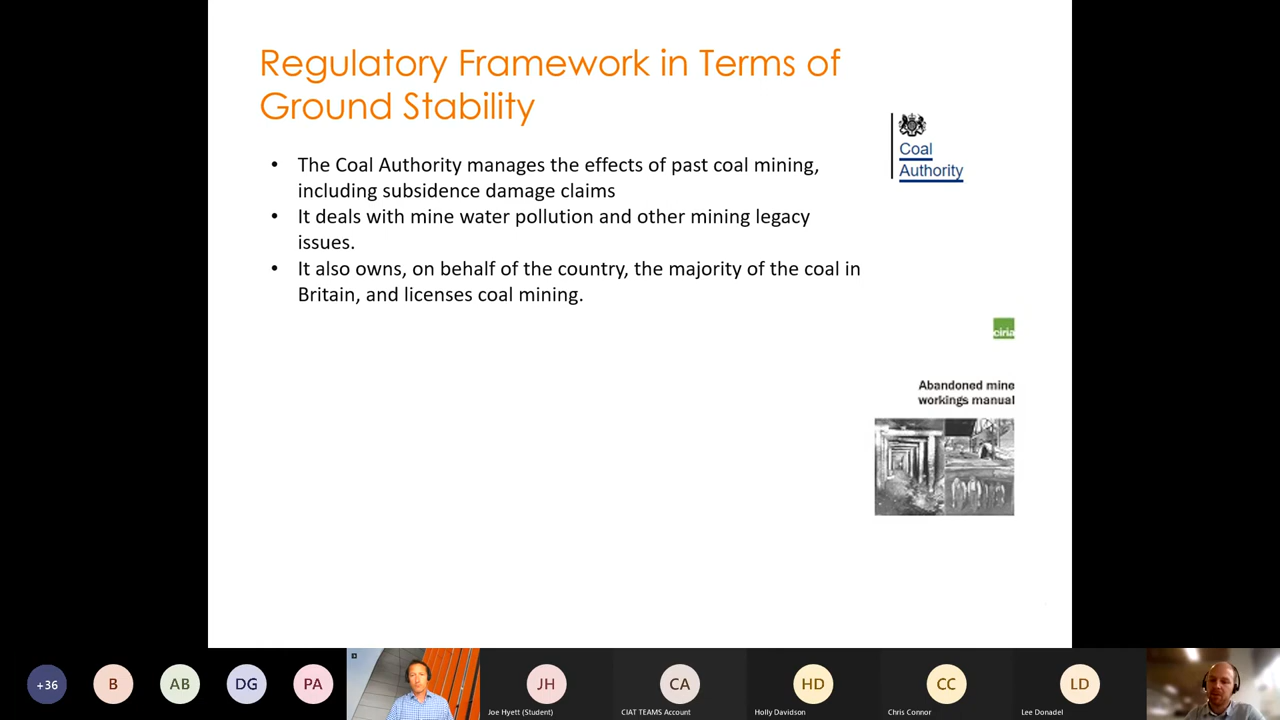 Regulatory Framework in Terms of
Ground Stability
• The Coal Authority manages the effects of past coal mining,
including subsidence damage claims
• It deals with mine water pollution and other mining legacy
issues.
• It also owns, on behalf of the country, the majority of the coal in
Britain, and licenses coal mining.
Coal
Authority
ciria
Abandoned mine
workings manual
+36
B
AB
DG
PA
JH
Joe Hyett (Student)
CA
CIAT TEAMS Account
HD
Holly Davidson
CC
Chris Connor
LD
Lee Donadel